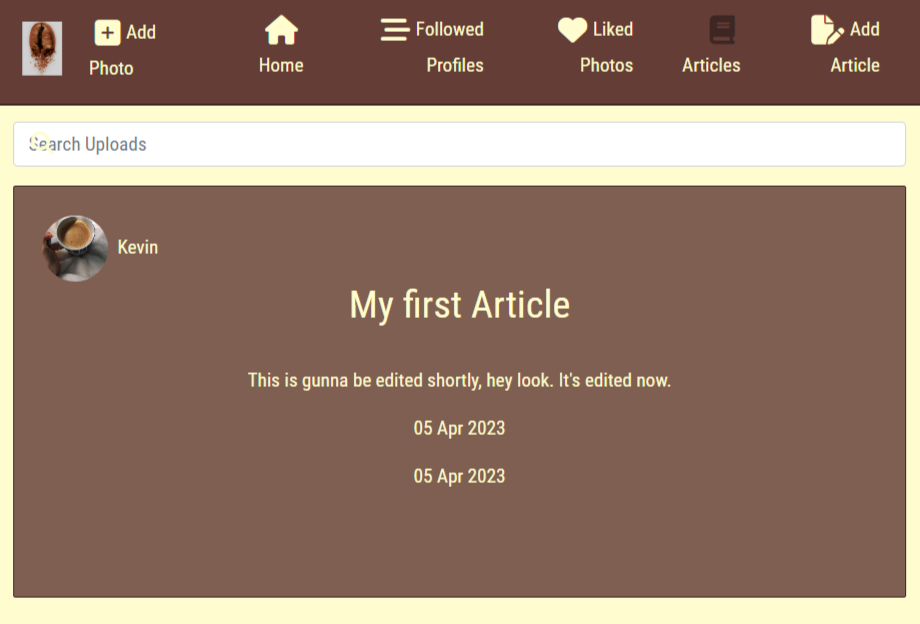 Add Photo
Home
Followed Profiles
Liked Photos
Articles
Add Article
Search Uploads
Kevin
My first Article
This is gunna be edited shortly, hey look. It's edited now.
05 Apr 2023
05 Apr 2023